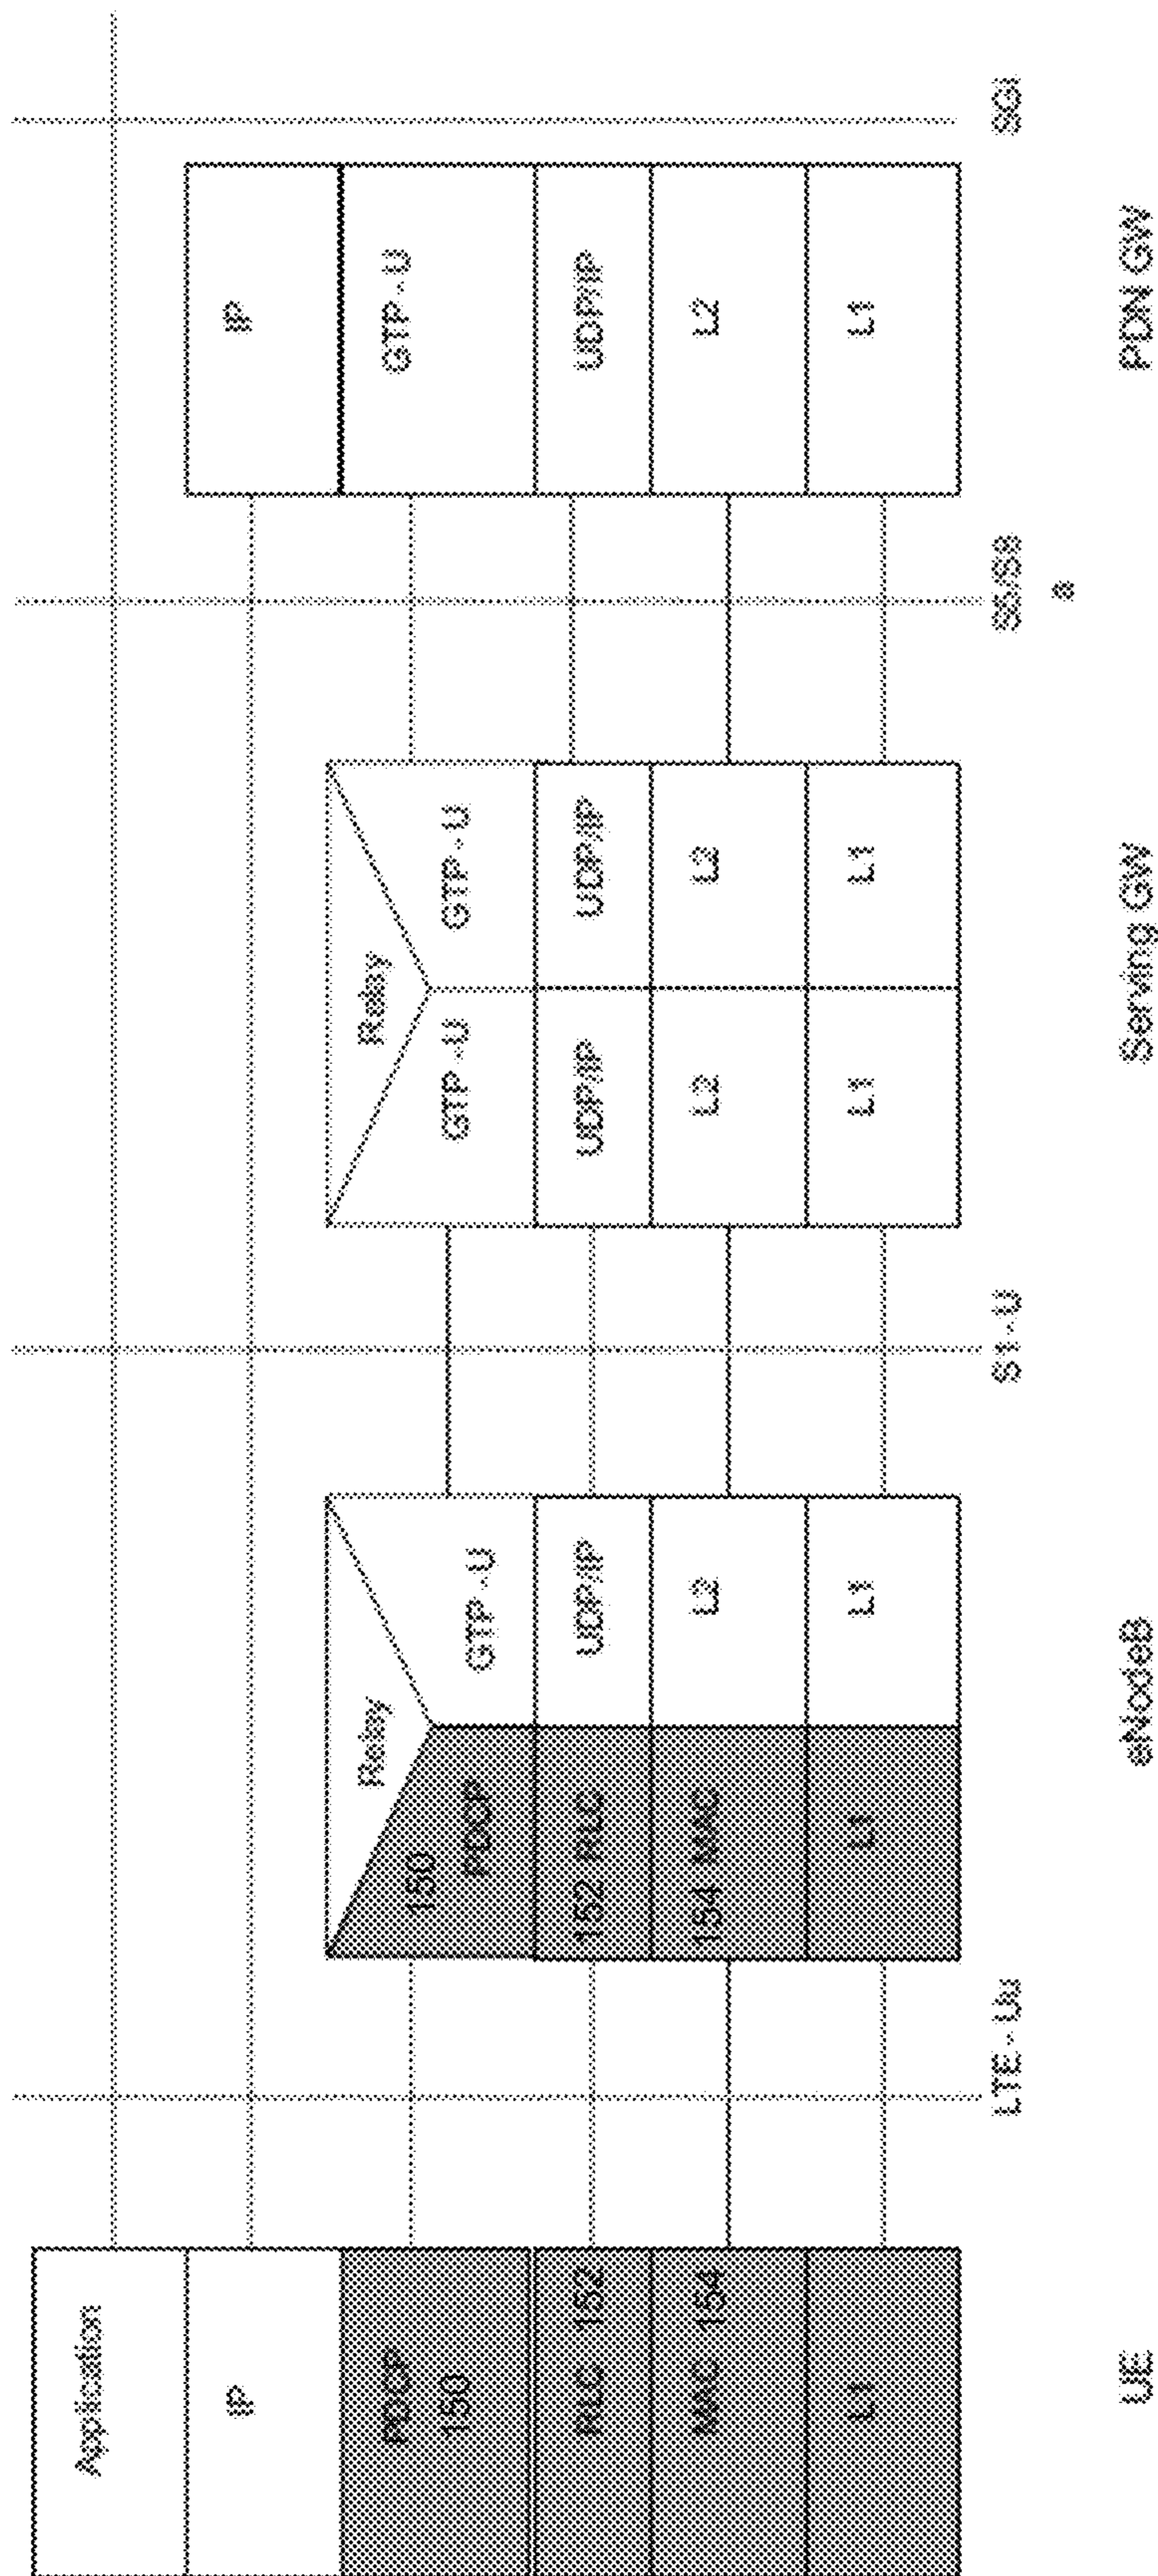 Application
IP
PDCP
150
RLC 152
MAC 154
L1
UE
LTE - Uu
Relay
150
PDCP
152 RLC
154 MAC
L1
GTP - U
UDP/IP
L2
L1
eNodeB
S1 - U
Relay
GTP - U
UDP/IP
L2
L1
GTP - U
UDP/IP
L2
L1
Serving GW
S5/S8
a
IP
GTP - U
UDP/IP
L2
L1
PDN GW
SGi